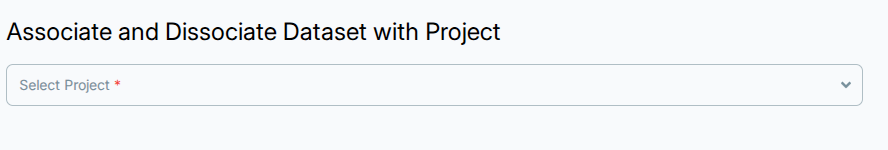 Associate and Dissociate Dataset with Project
Select Project *